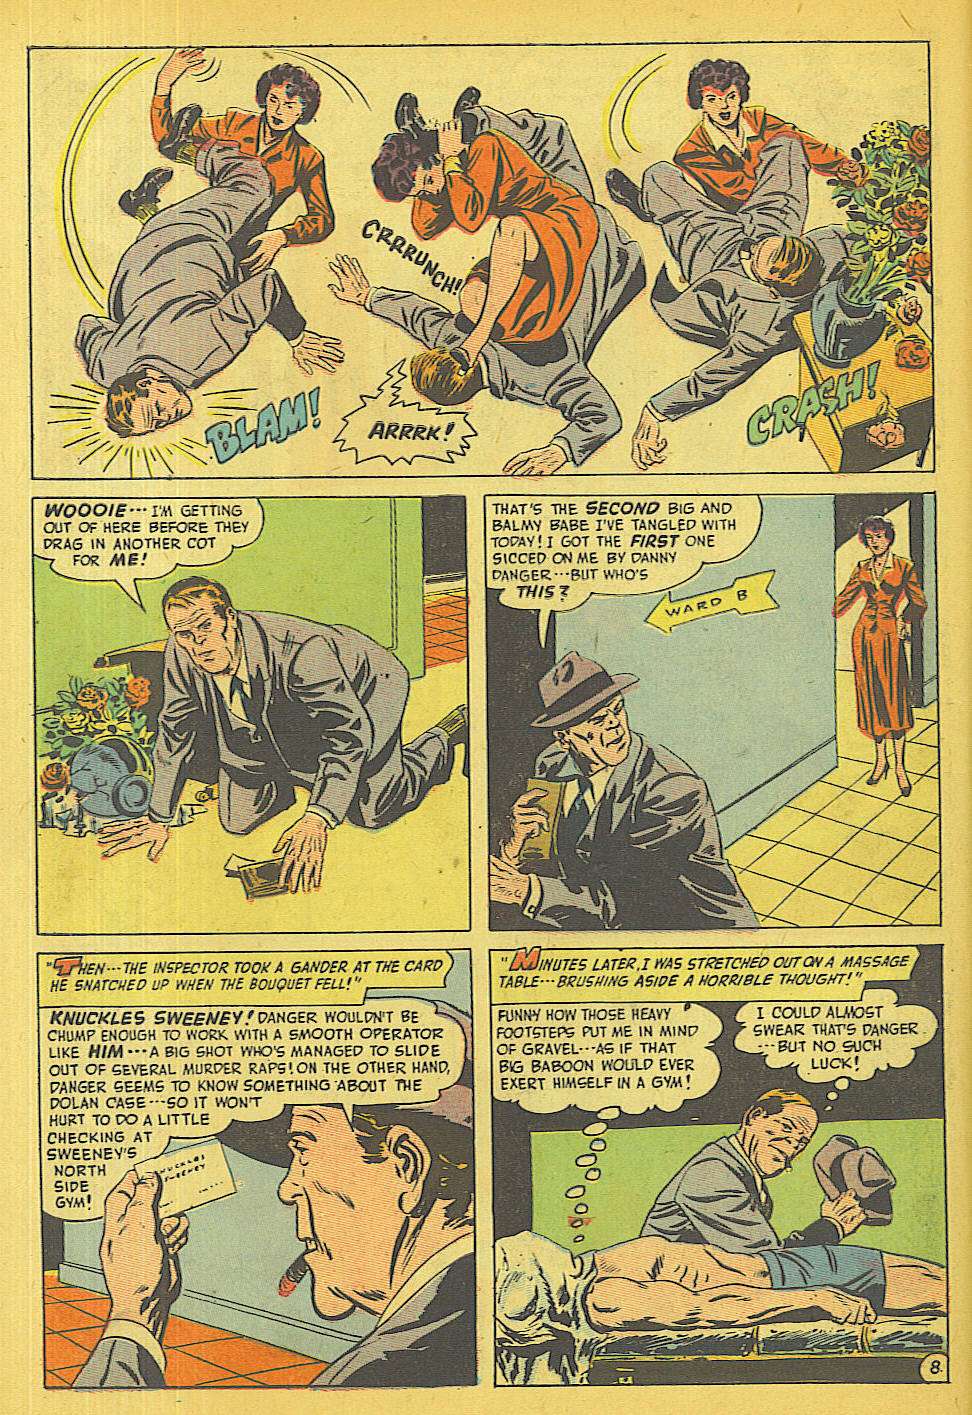 CRRRUNCH!
BLAM!
ARRRK!
CRASH!
WOOOIE--- I'M GETTING
OUT OF HERE BEFORE THEY
DRAG IN ANOTHER COT
FOR ME!
THAT'S THE SECOND BIG AND
BALMY BABE I'VE TANGLED WITH
TODAY! I GOT THE FIRST ONE
SICCED ON ME BY DANNY
DANGER---BUT WHO'S
THIS?
WARD B
"THEN---THE INSPECTOR TOOK A GANDER AT THE CARD
HE SNATCHED UP WHEN THE BOUQUET FELL!"
KNUCKLES SWEENEY! DANGER WOULDN'T BE
CHUMP ENOUGH TO WORK WITH A SMOOTH OPERATOR
LIKE HIM---A BIG SHOT WHO'S MANAGED TO SLIDE
OUT OF SEVERAL MURDER RAPS! ON THE OTHER HAND,
DANGER SEEMS TO KNOW SOMETHING ABOUT THE
DOLAN CASE---SO IT WON'T
HURT TO DO A LITTLE
CHECKING AT
SWEENEY'S
NORTH
SIDE
GYM!
KNUCKLES
SWEENEY
"MINUTES LATER, I WAS STRETCHED OUT ON A MASSAGE
TABLE---BRUSHING ASIDE A HORRIBLE THOUGHT!"
FUNNY HOW THOSE HEAVY
FOOTSTEPS PUT ME IN MIND
OF GRAVEL---AS IF THAT
BIG BABOON WOULD EVER
EXERT HIMSELF IN A GYM!
I COULD ALMOST
SWEAR THAT'S DANGER
---BUT NO SUCH
LUCK!
8.